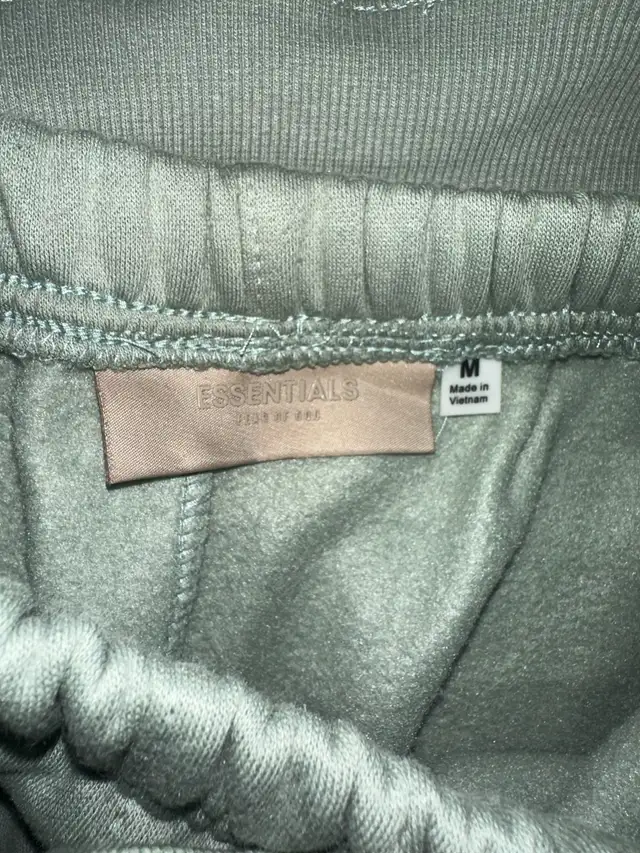 ESSENTIALS
FEAR OF GOD
M
Made in
Vietnam